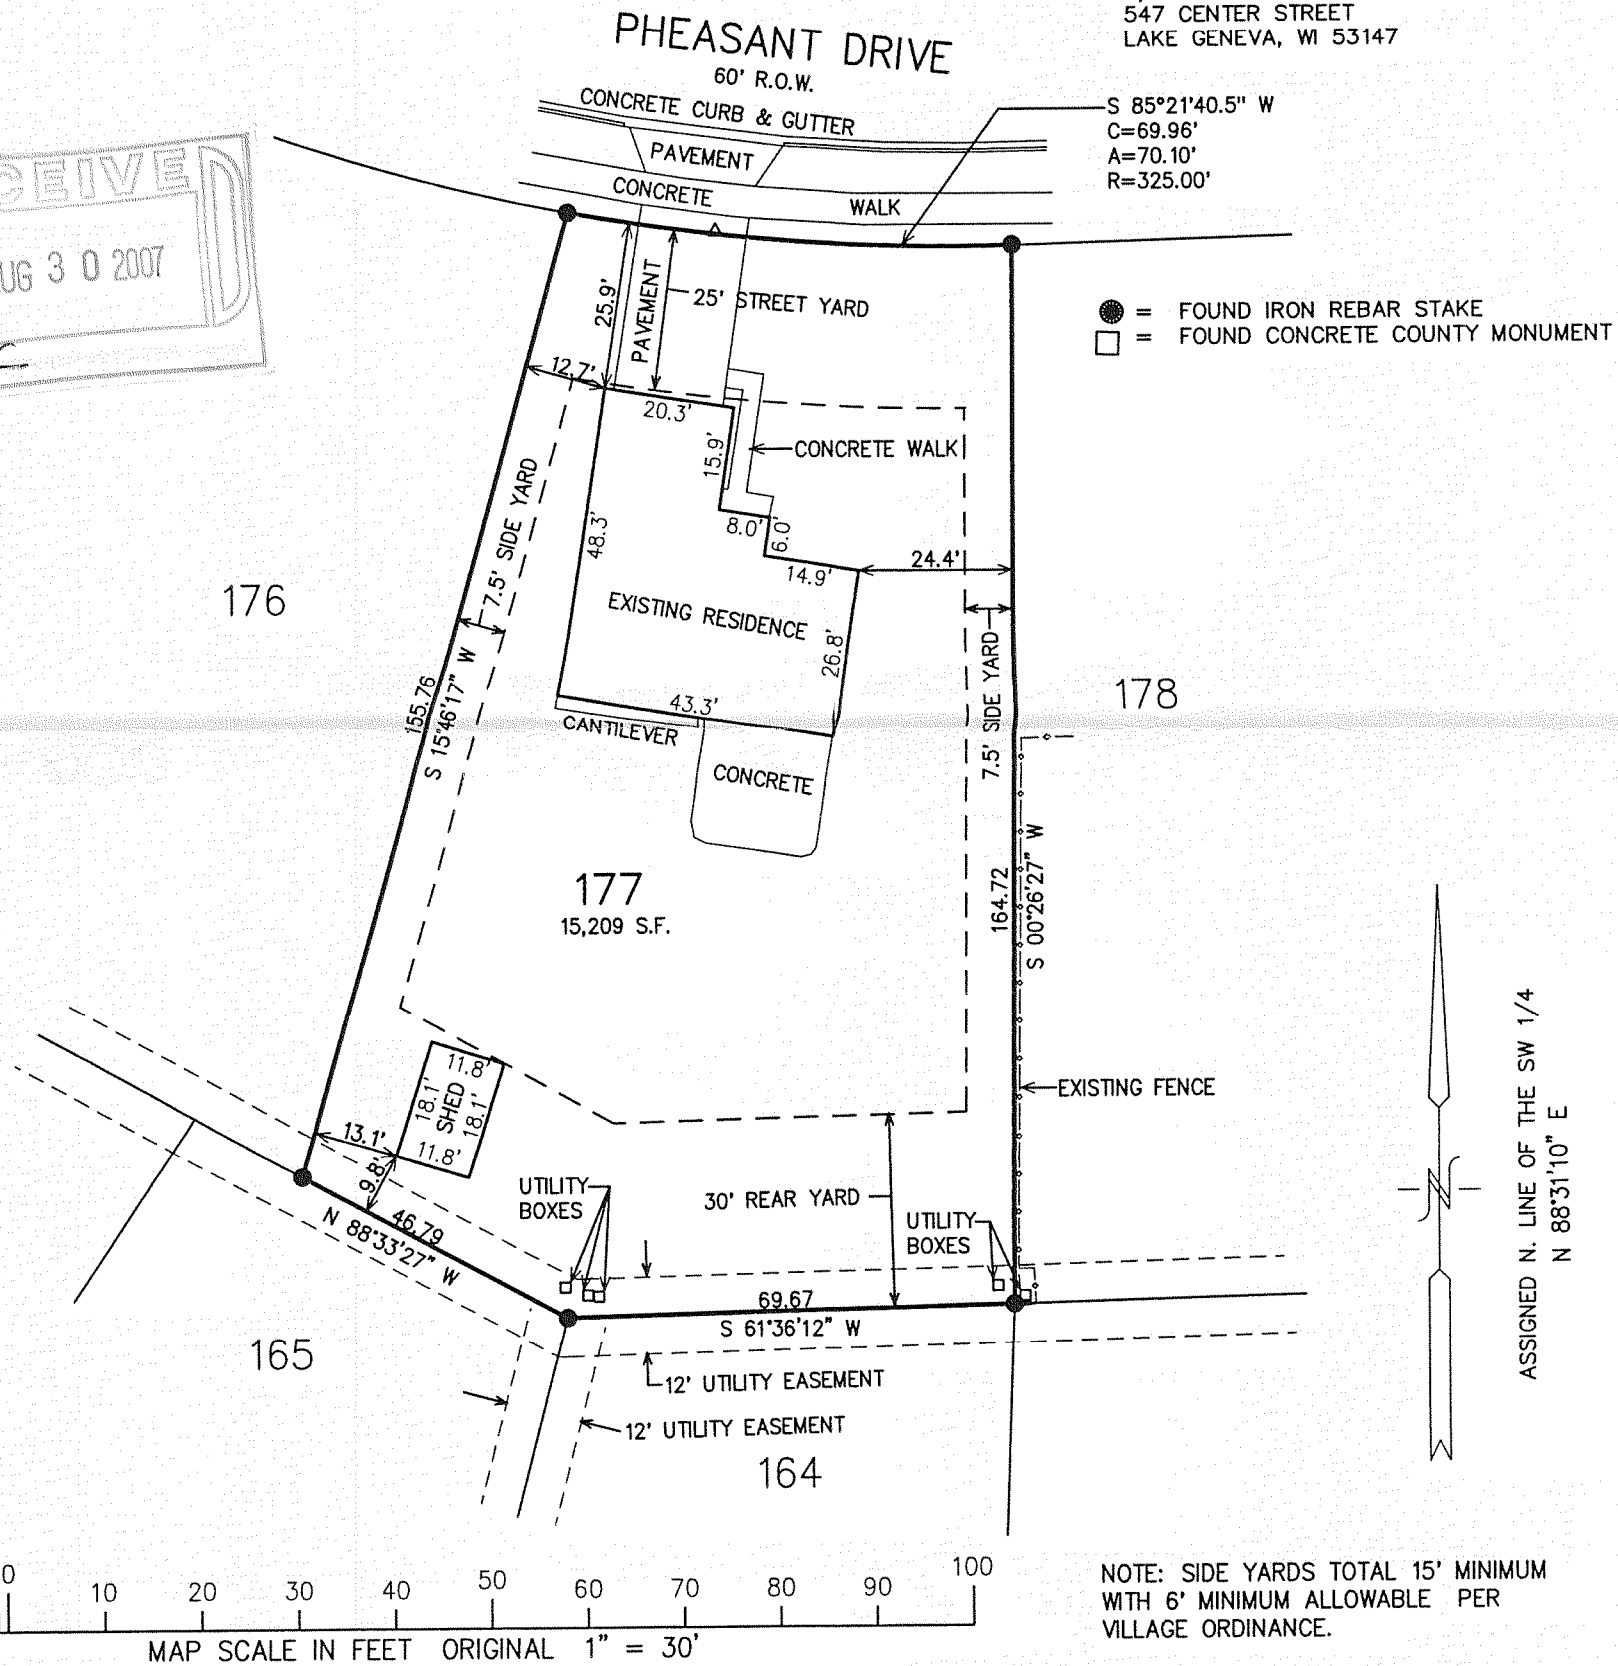 547 CENTER STREET
LAKE GENEVA, WI 53147
PHEASANT DRIVE
60' R.O.W.
CONCRETE CURB & GUTTER
PAVEMENT
CONCRETE WALK
S 85°21'40.5" W
C=69.96'
A=70.10'
R=325.00'
CEIVE
UG 3 0 2007
25.9'
PAVEMENT
25' STREET YARD
● = FOUND IRON REBAR STAKE
□ = FOUND CONCRETE COUNTY MONUMENT
12.7'
20.3'
15.9'
CONCRETE WALK
7.5' SIDE YARD
48.3'
8.0'
6.0'
14.9'
24.4'
176
EXISTING RESIDENCE
26.8'
7.5' SIDE YARD
178
155.76
S 15°46'17" W
43.3'
CANTILEVER
CONCRETE
177
15,209 S.F.
164.72
S 00°26'27" W
EXISTING FENCE
11.8'
18.1'
SHED
18.1'
11.8'
13.1'
9.8'
UTILITY
BOXES
30' REAR YARD
UTILITY
BOXES
46.79
N 88°33'27" W
69.67
S 61°36'12" W
165
12' UTILITY EASEMENT
12' UTILITY EASEMENT
164
ASSIGNED N. LINE OF THE SW 1/4
N 88°31'10" E
N
0 10 20 30 40 50 60 70 80 90 100
MAP SCALE IN FEET ORIGINAL 1" = 30'
NOTE: SIDE YARDS TOTAL 15' MINIMUM
WITH 6' MINIMUM ALLOWABLE PER
VILLAGE ORDINANCE.